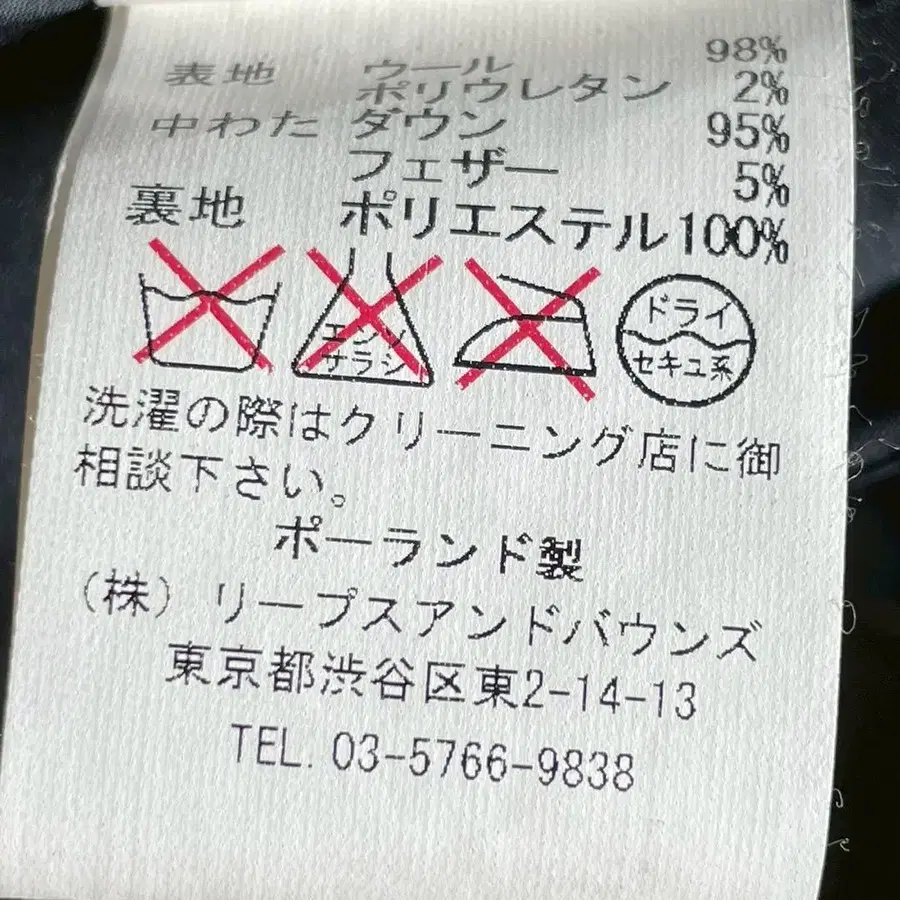 表地 ウール 98%
ポリウレタン 2%
中わた ダウン 95%
フェザー 5%
裏地 ポリエステル100%
エンソ
サラシ
ドライ
セキユ系
洗濯の際はクリーニング店に御
相談下さい。
ポーランド製
(株) リープスアンドバウンズ
東京都渋谷区東2-14-13
TEL. 03-5766-9838